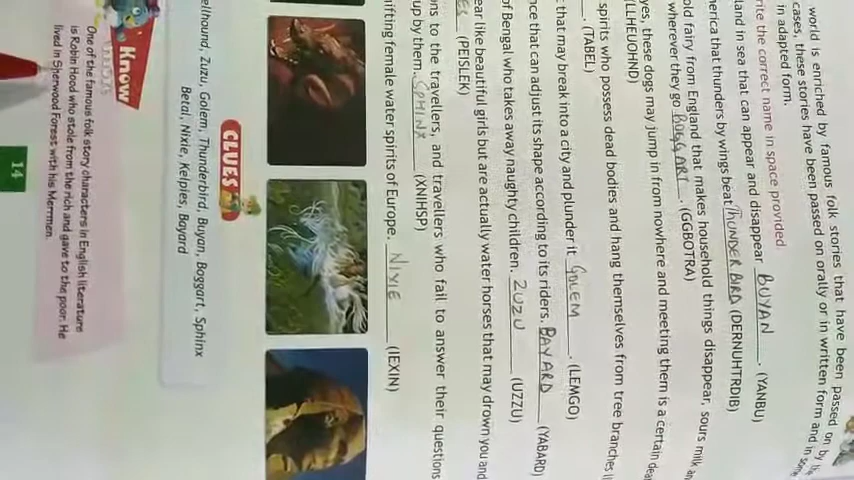 world is enriched by famous folk stories that have been passed on by
cases, these stories have been passed on orally or in written form and in
in adapted form.
rite the correct name in space provided
land in sea that can appear and disappear BUYAN. (YANBU)
nerica that thunders by wings beat THUNDER BIRD (DERNUHTRDIB)
old fairy from England that makes household things disappear, sours milk
wherever they go BOGGART. (GGBOTRA)
yes, these dogs may jump in from nowhere and meeting them is a certain
(LLHEUOHND)
spirits who possess dead bodies and hang themselves from tree branches
. (TABEL)
that may break into a city and plunder it. GOLEM. (LEMGO)
nce that can adjust its shape according to its riders. BAYARD (YABARD)
of Bengal who takes away naughty children. ZUZU (UZZU)
ear like beautiful girls but are actually water horses that may drown you and
(PEISLEK)
ons to the travellers, and travellers who fail to answer their questions
up by them. SPHINX (XNIHSP)
ifting female water spirits of Europe. NIXIE (IEXIN)
CLUES
ellhound, Zuzu, Golem, Thunderbird, Buyan, Boggart, Sphinx
Betal, Nixie, Kelpies, Bayard
Know
One of the famous folk story characters in English literature
is Robin Hood who stole from the rich and gave to the poor. He
lived in Sherwood Forest with his Merrmen.
14